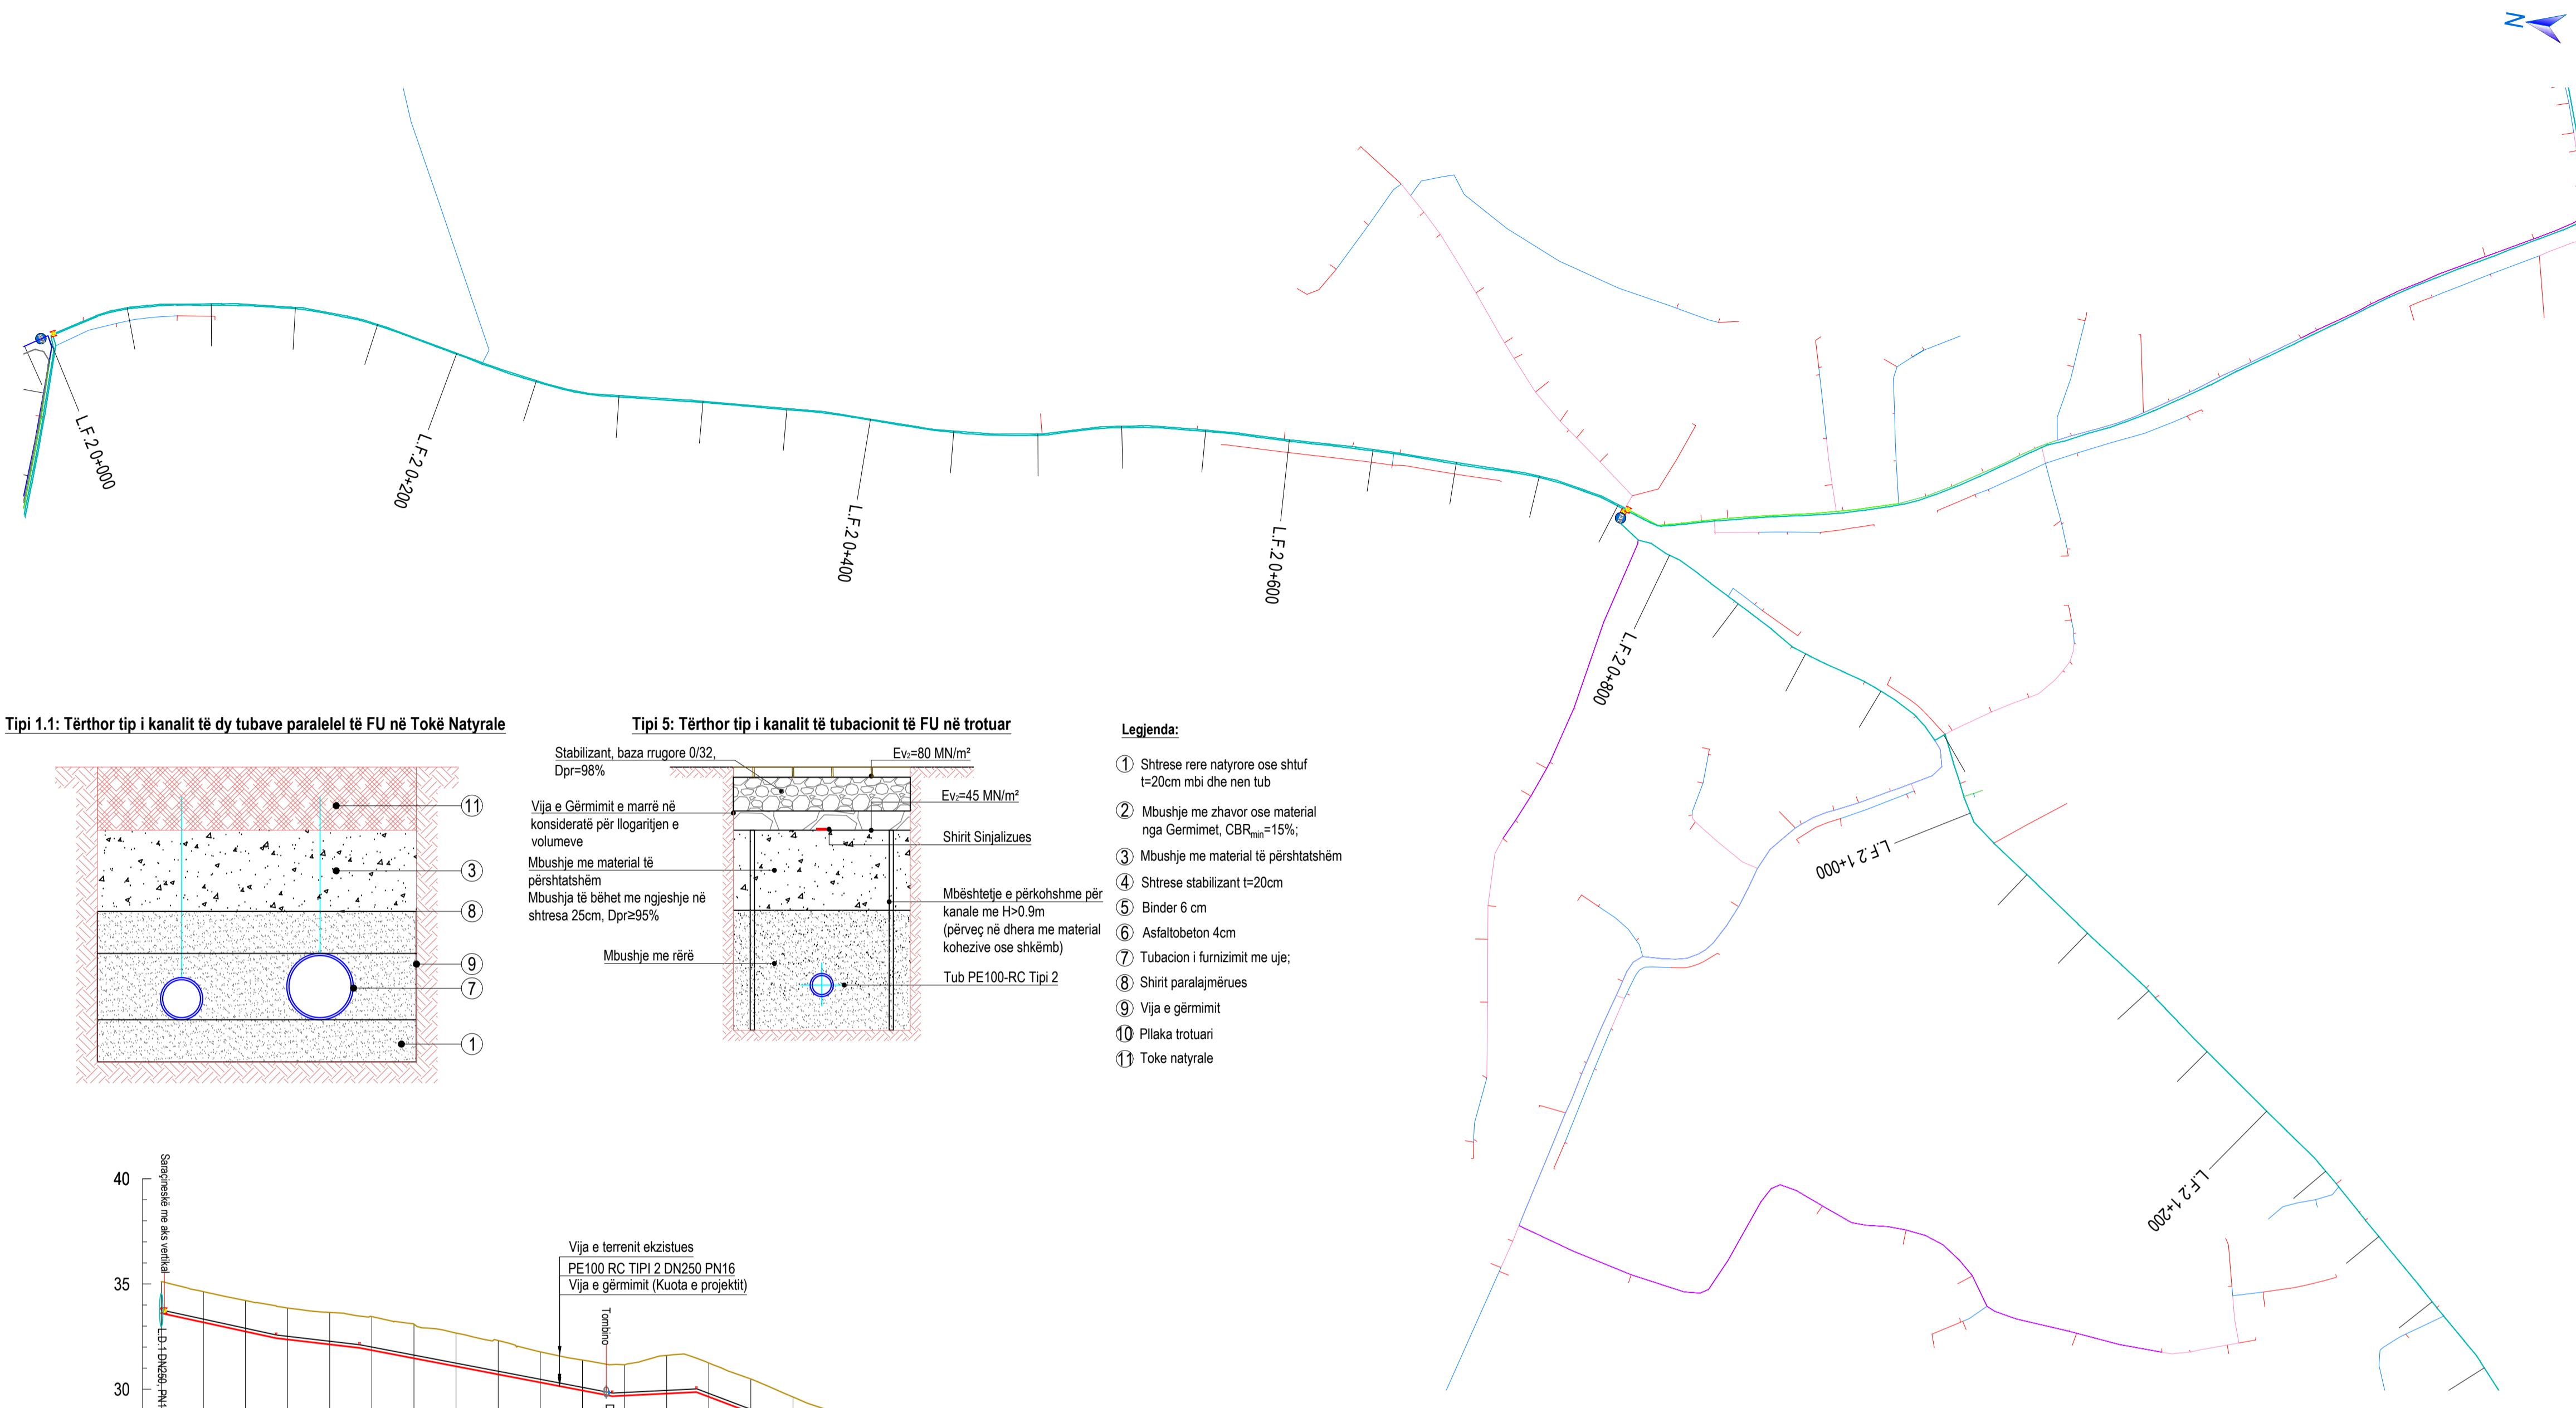 N
L.F.2 0+000
L.F.2 0+200
L.F.2 0+400
L.F.2 0+600
L.F.2 0+800
L.F.2 1+000
L.F.2 1+200
Tipi 1.1: Tërthor tip i kanalit të dy tubave paralelel të FU në Tokë Natyrale
11
3
8
9
7
1
Tipi 5: Tërthor tip i kanalit të tubacionit të FU në trotuar
Stabilizant, baza rrugore 0/32,
Dpr=98%
Vija e Gërmimit e marrë në
konsideratë për llogaritjen e
volumeve
Mbushje me material të
përshtatshëm
Mbushja të bëhet me ngjeshje në
shtresa 25cm, Dpr≥95%
Mbushje me rërë
Ev₂=80 MN/m²
Ev₂=45 MN/m²
Shirit Sinjalizues
Mbështetje e përkohshme për
kanale me H>0.9m
(përveç në dhera me material
kohezive ose shkëmb)
Tub PE100-RC Tipi 2
Legjenda:
1 Shtrese rere natyrore ose shtuf
t=20cm mbi dhe nen tub
2 Mbushje me zhavor ose material
nga Germimet, CBRmin=15%;
3 Mbushje me material të përshtatshëm
4 Shtrese stabilizant t=20cm
5 Binder 6 cm
6 Asfaltobeton 4cm
7 Tubacion i furnizimit me uje;
8 Shirit paralajmërues
9 Vija e gërmimit
10 Pllaka trotuari
11 Toke natyrale
40
35
30
Saraçineskë me aks vertikal
L.D.1 DN250, PN1
Vija e terrenit ekzistues
PE100 RC TIPI 2 DN250 PN16
Vija e gërmimit (Kuota e projektit)
Tombino